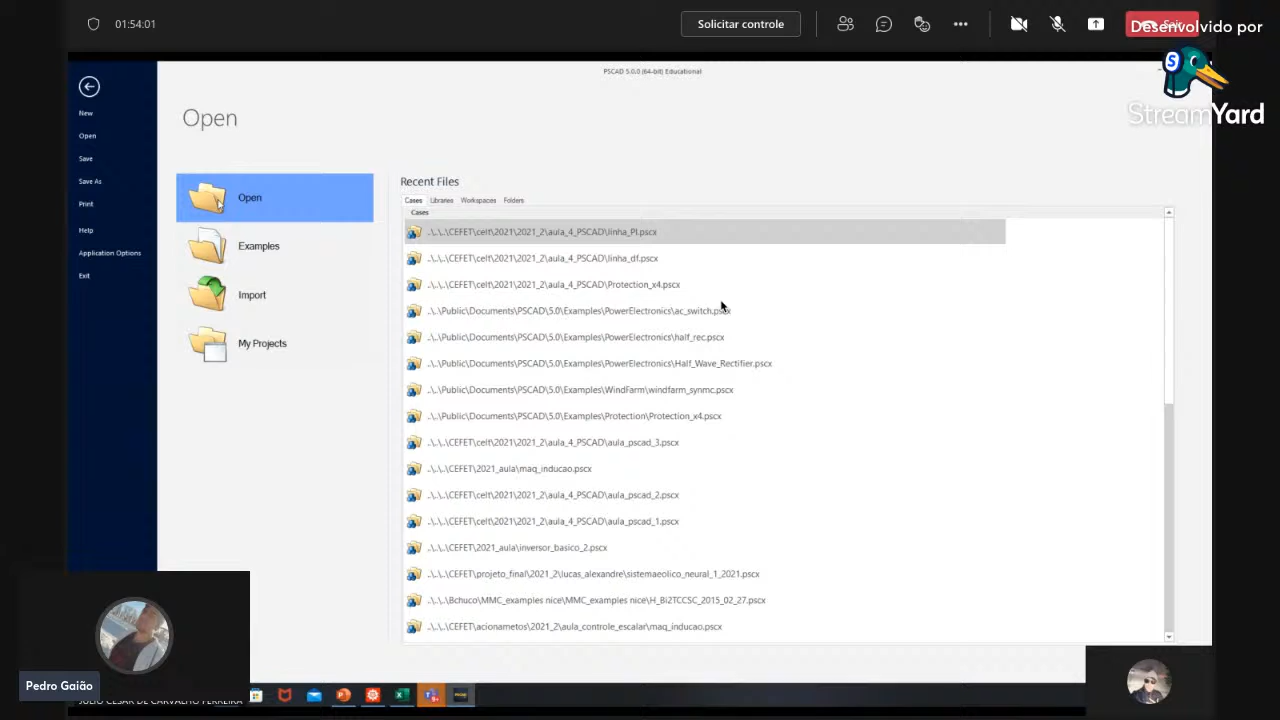 01:54:01
Solicitar controle
Desenvolvido por
StreamYard
PSCAD 5.0.0 (64-bit) Educational
New
Open
Save
Save As
Print
Help
Application Options
Exit
Open
Open
Examples
Import
My Projects
Recent Files
Cases Libraries Workspaces Folders
Cases
..\..\..\CEFET\celt\2021\2021_2\aula_4_PSCAD\linha_PI.pscx
..\..\..\CEFET\celt\2021\2021_2\aula_4_PSCAD\linha_df.pscx
..\..\..\CEFET\celt\2021\2021_2\aula_4_PSCAD\Protection_x4.pscx
..\..\Public\Documents\PSCAD\5.0\Examples\PowerElectronics\ac_switch.pscx
..\..\Public\Documents\PSCAD\5.0\Examples\PowerElectronics\half_rec.pscx
..\..\Public\Documents\PSCAD\5.0\Examples\PowerElectronics\Half_Wave_Rectifier.pscx
..\..\Public\Documents\PSCAD\5.0\Examples\WindFarm\windfarm_synmc.pscx
..\..\Public\Documents\PSCAD\5.0\Examples\Protection\Protection_x4.pscx
..\..\..\CEFET\celt\2021\2021_2\aula_4_PSCAD\aula_pscad_3.pscx
..\..\..\CEFET\2021_aula\maq_inducao.pscx
..\..\..\CEFET\celt\2021\2021_2\aula_4_PSCAD\aula_pscad_2.pscx
..\..\..\CEFET\celt\2021\2021_2\aula_4_PSCAD\aula_pscad_1.pscx
..\..\..\CEFET\2021_aula\inversor_basico_2.pscx
..\..\..\CEFET\projeto_final\2021_2\lucas_alexandre\sistemaeolico_neural_1_2021.pscx
..\..\..\Bchuco\MMC_examples nice\MMC_examples nice\H_Bi2TCCSC_2015_02_27.pscx
..\..\..\CEFET\acionametos\2021_2\aula_controle_escalar\maq_inducao.pscx
Pedro Gaião
JULIO CESAR DE CARVALHO FERREIRA